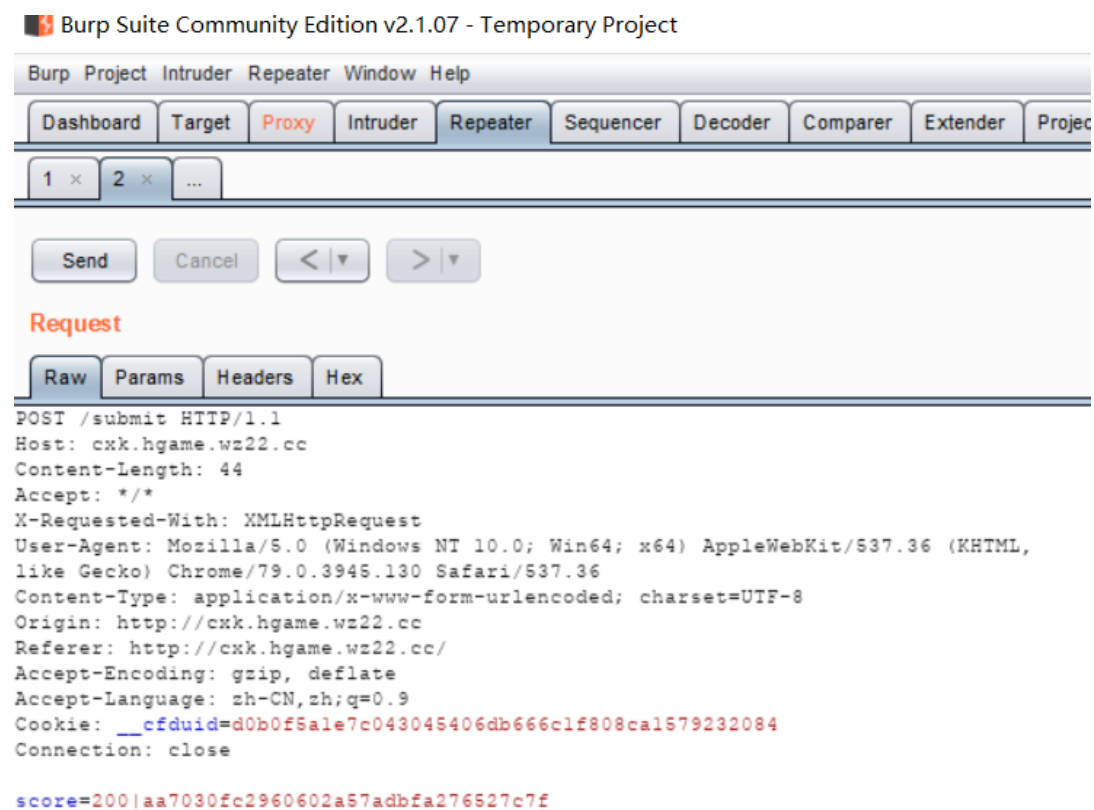 Burp Suite Community Edition v2.1.07 - Temporary Project
Burp Project Intruder Repeater Window Help
Dashboard Target Proxy Intruder Repeater Sequencer Decoder Comparer Extender Projec
1 × 2 × ...
Send Cancel < ▼ > ▼
Request
Raw Params Headers Hex
POST /submit HTTP/1.1
Host: cxk.hgame.wz22.cc
Content-Length: 44
Accept: */*
X-Requested-With: XMLHttpRequest
User-Agent: Mozilla/5.0 (Windows NT 10.0; Win64; x64) AppleWebKit/537.36 (KHTML,
like Gecko) Chrome/79.0.3945.130 Safari/537.36
Content-Type: application/x-www-form-urlencoded; charset=UTF-8
Origin: http://cxk.hgame.wz22.cc
Referer: http://cxk.hgame.wz22.cc/
Accept-Encoding: gzip, deflate
Accept-Language: zh-CN,zh;q=0.9
Cookie: __cfduid=d0b0f5a1e7c043045406db666c1f808ca1579232084
Connection: close
score=200|aa7030fc2960602a57adbfa276527c7f